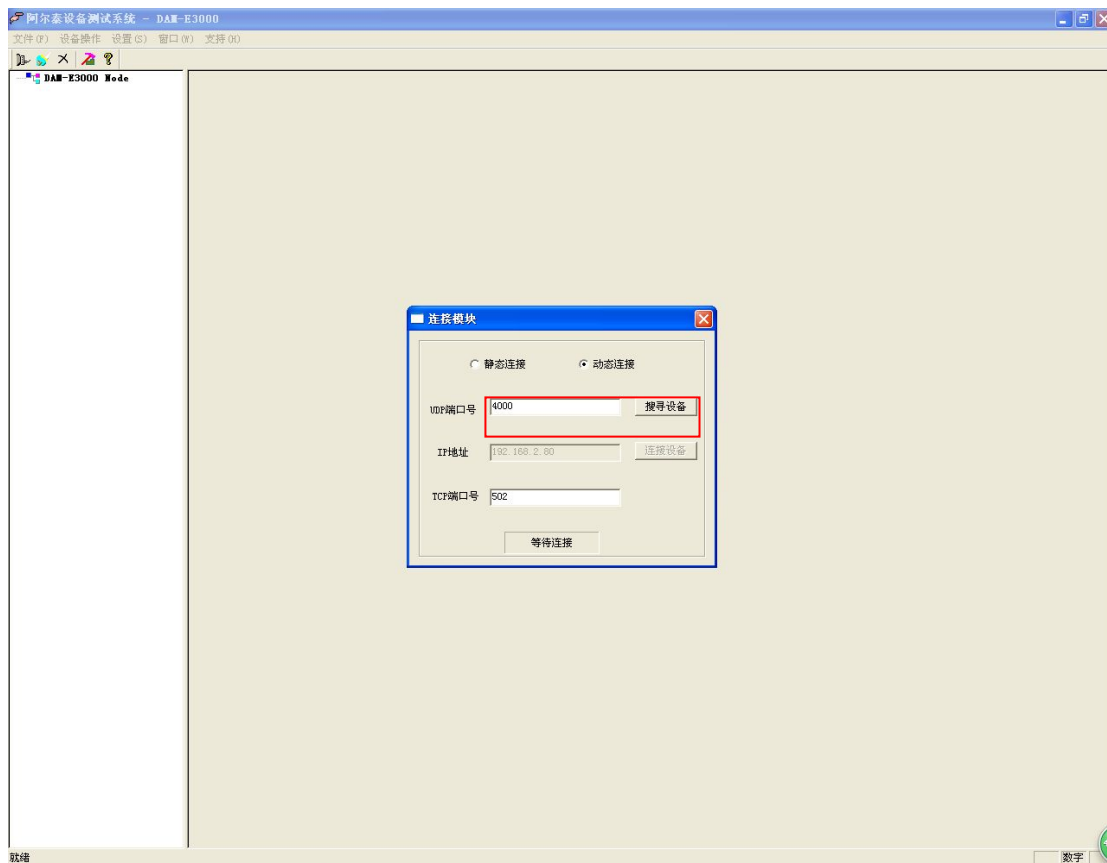 阿尔泰设备测试系统 - DAM-E3000
文件(F) 设备操作 设置(S) 窗口(W) 支持(H)
DAM-E3000 Node
连接模块
静态连接 动态连接
UDP端口号 4000 搜寻设备
IP地址 192.168.2.80 连接设备
TCP端口号 502
等待连接
就绪 数字